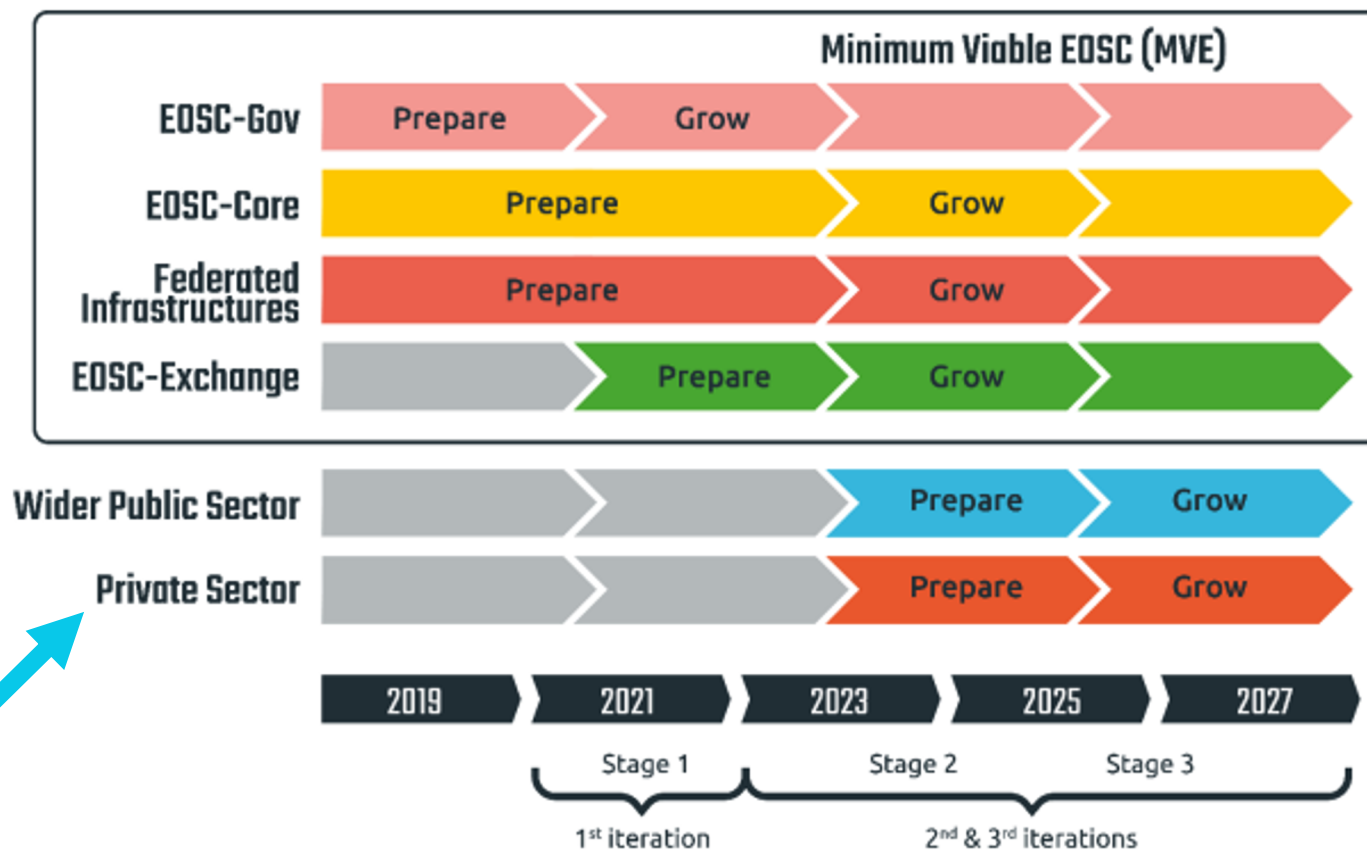 Minimum Viable EOSC (MVE)
EOSC-Gov Prepare Grow
EOSC-Core Prepare Grow
Federated
Infrastructures Prepare Grow
EOSC-Exchange Prepare Grow
Wider Public Sector Prepare Grow
Private Sector Prepare Grow
2019 2021 2023 2025 2027
Stage 1 Stage 2 Stage 3
1st iteration 2nd & 3rd iterations